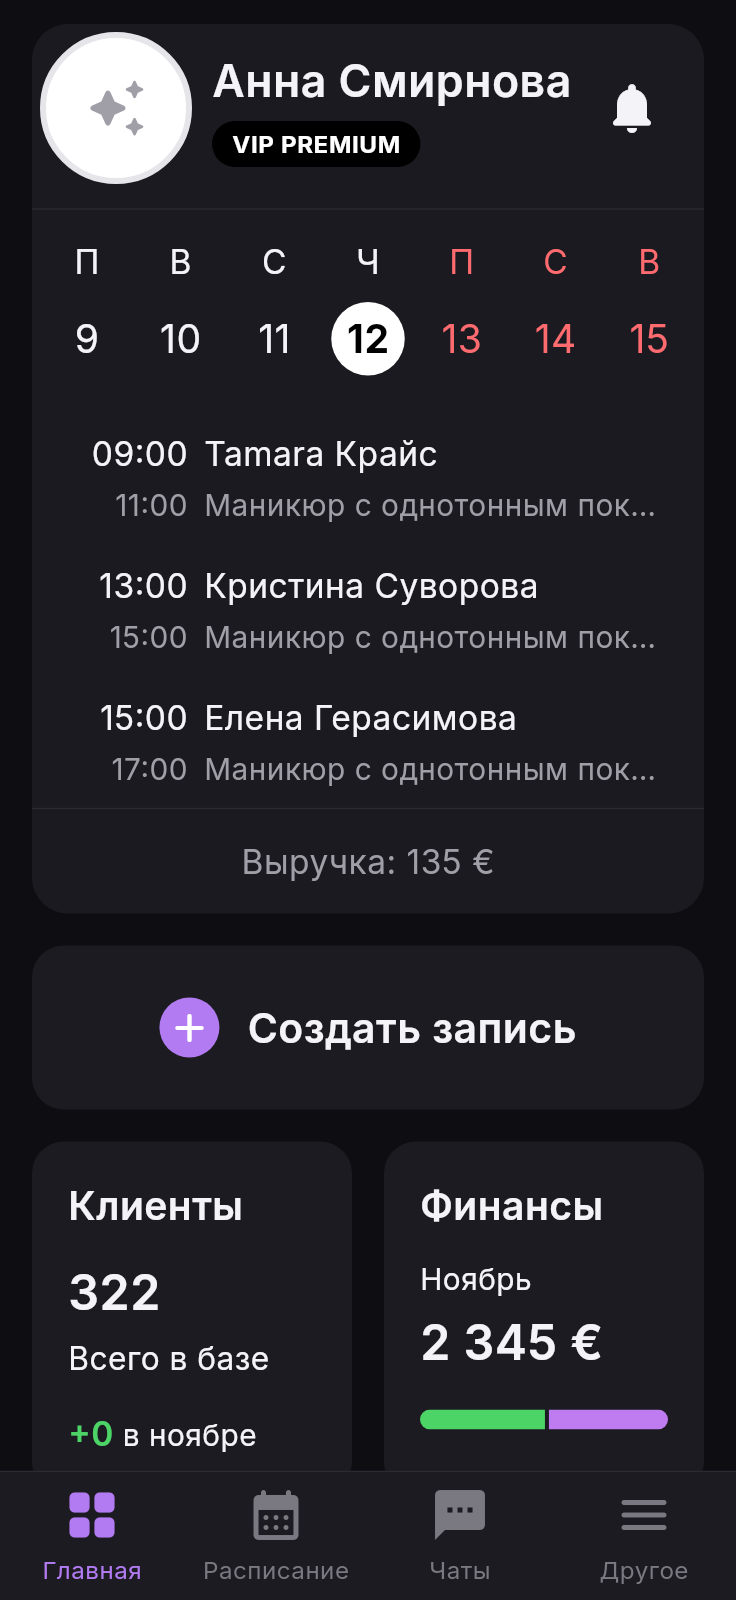 Анна Смирнова
VIP PREMIUM
П В С Ч П С В
9 10 11 12 13 14 15
09:00 Tamara Крайс
11:00 Маникюр с однотонным пок...
13:00 Кристина Суворова
15:00 Маникюр с однотонным пок...
15:00 Елена Герасимова
17:00 Маникюр с однотонным пок...
Выручка: 135 €
Создать запись
Клиенты
322
Всего в базе
+0 в ноябре
Финансы
Ноябрь
2 345 €
Главная Расписание Чаты Другое